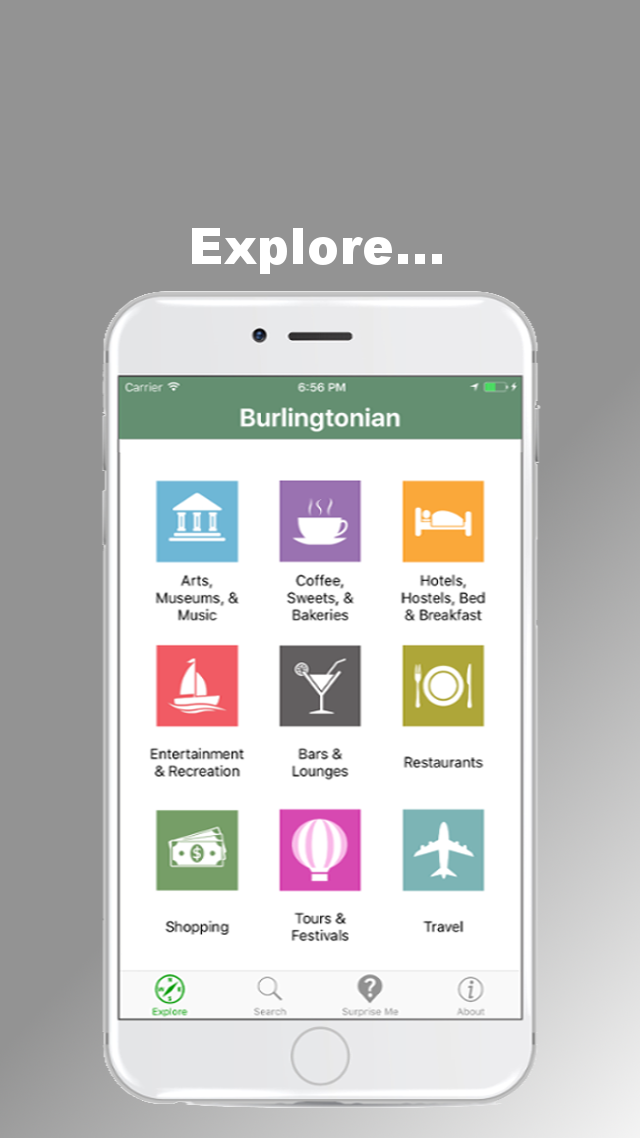 Explore...
Carrier 6:56 PM
Burlingtonian
Arts,
Museums, &
Music
Coffee,
Sweets, &
Bakeries
Hotels,
Hostels, Bed
& Breakfast
Entertainment
& Recreation
Bars &
Lounges
Restaurants
Shopping
Tours &
Festivals
Travel
Explore Search Surprise Me About